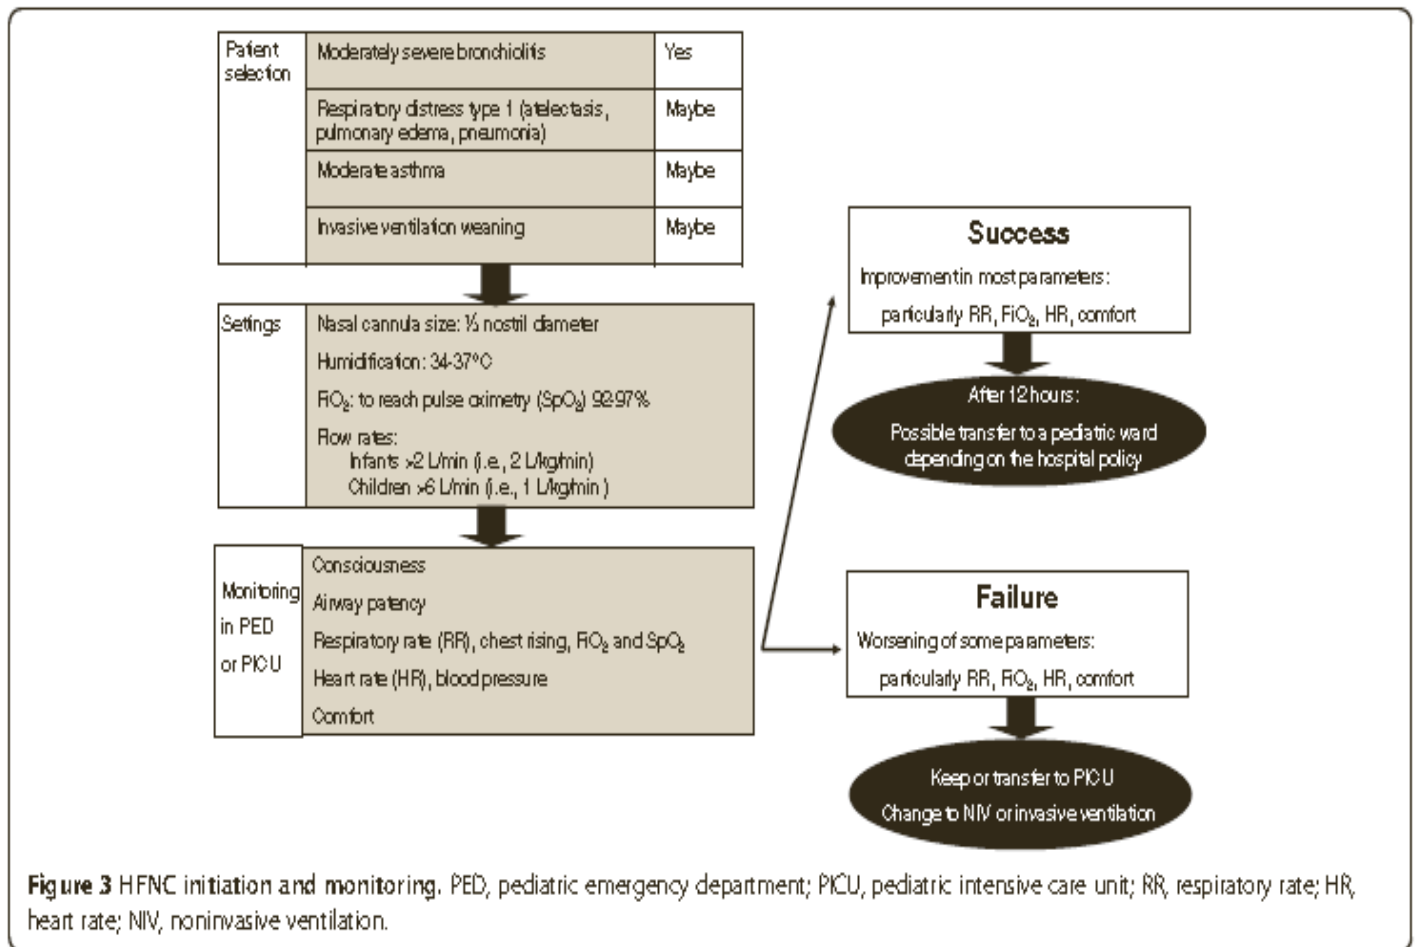 Patient
selection
Moderately severe bronchiolitis
Yes
Respiratory distress type 1 (atelectasis,
pulmonary edema, pneumonia)
Maybe
Moderate asthma
Maybe
Invasive ventilation weaning
Maybe
Settings
Nasal cannula size: ⅓ nostril diameter
Humidification: 34-37°C
FiO₂: to reach pulse oximetry (SpO₂) 92-97%
Flow rates:
Infants >2 L/min (i.e., 2 L/kg/min)
Children >6 L/min (i.e., 1 L/kg/min )
Monitoring
in PED
or PICU
Consciousness
Airway patency
Respiratory rate (RR), chest rising, FiO₂ and SpO₂
Heart rate (HR), blood pressure
Comfort
Success
Improvement in most parameters:
particularly RR, FiO₂, HR, comfort
After 12 hours:
Possible transfer to a pediatric ward
depending on the hospital policy
Failure
Worsening of some parameters:
particularly RR, FiO₂, HR, comfort
Keep or transfer to PICU
Change to NIV or invasive ventilation
Figure 3 HFNC initiation and monitoring. PED, pediatric emergency department; PICU, pediatric intensive care unit; RR, respiratory rate; HR,
heart rate; NIV, noninvasive ventilation.